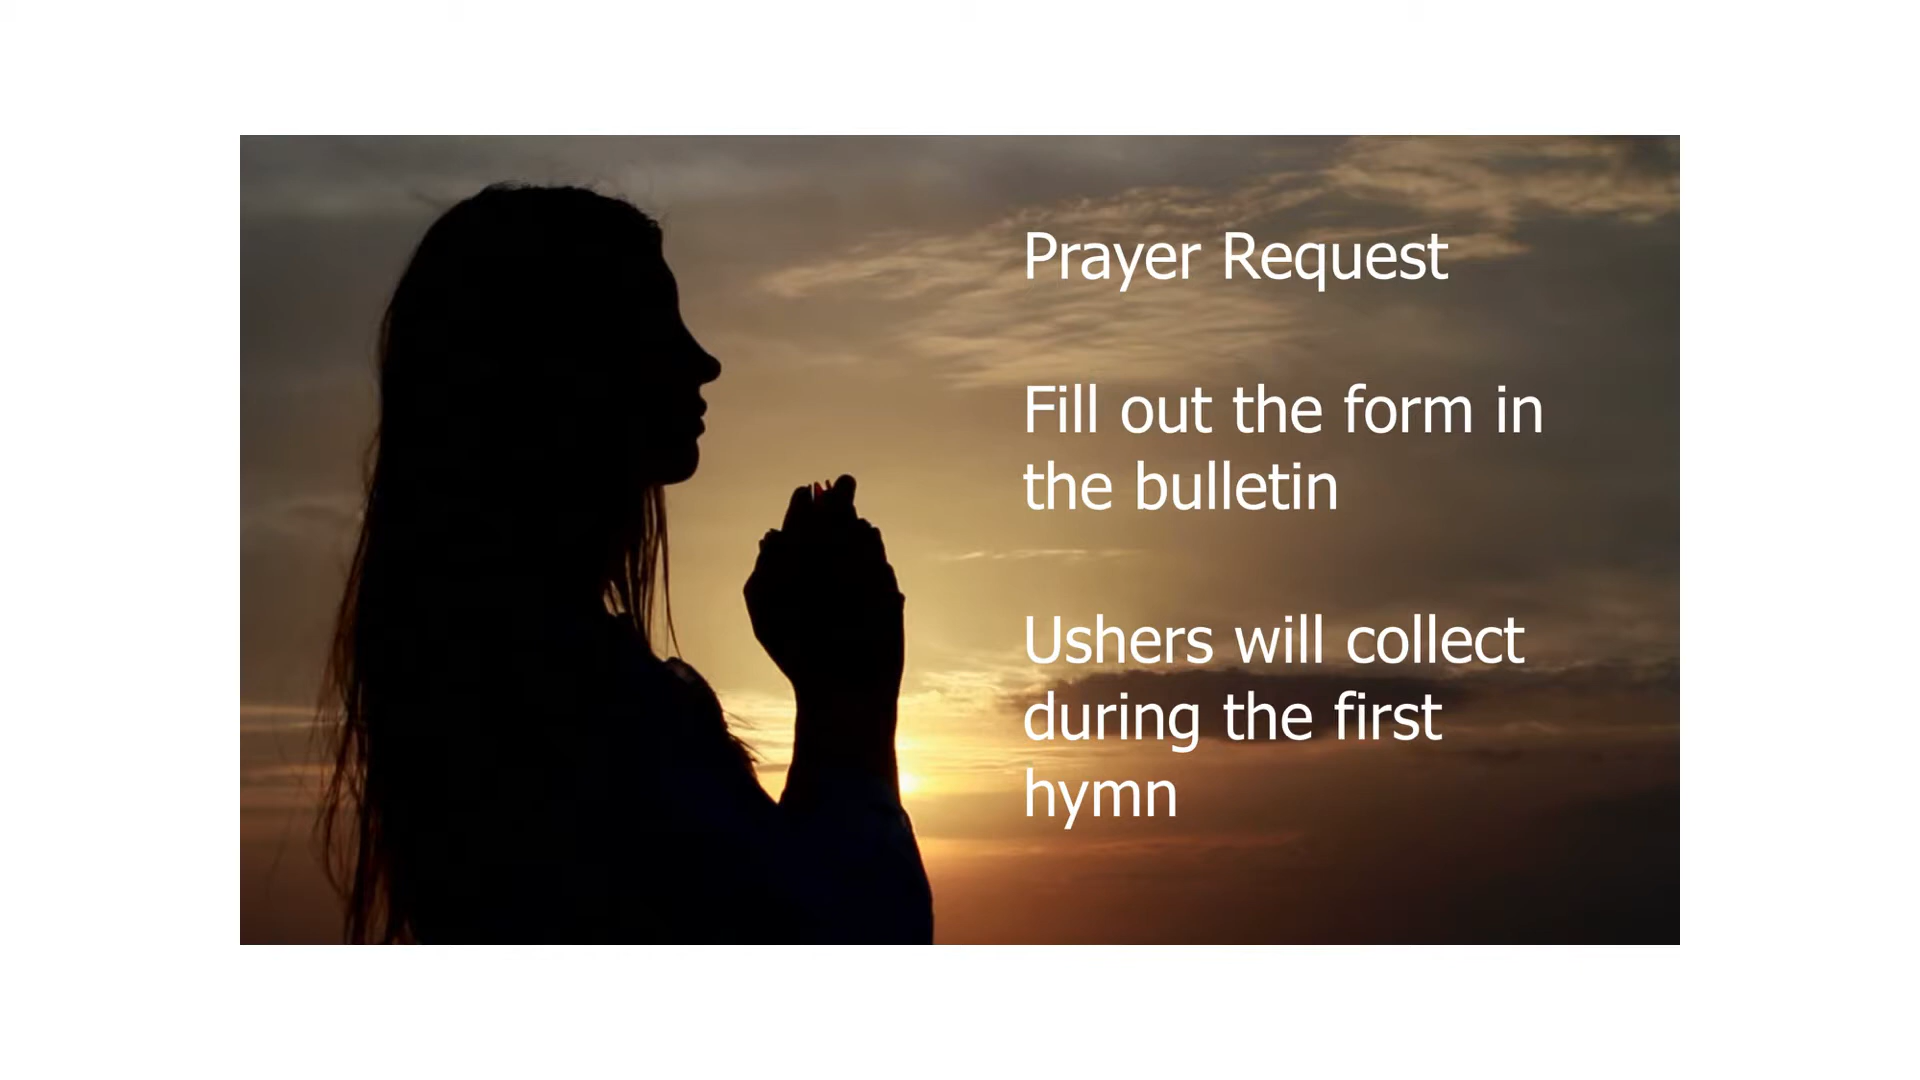 Prayer Request
Fill out the form in
the bulletin
Ushers will collect
during the first
hymn